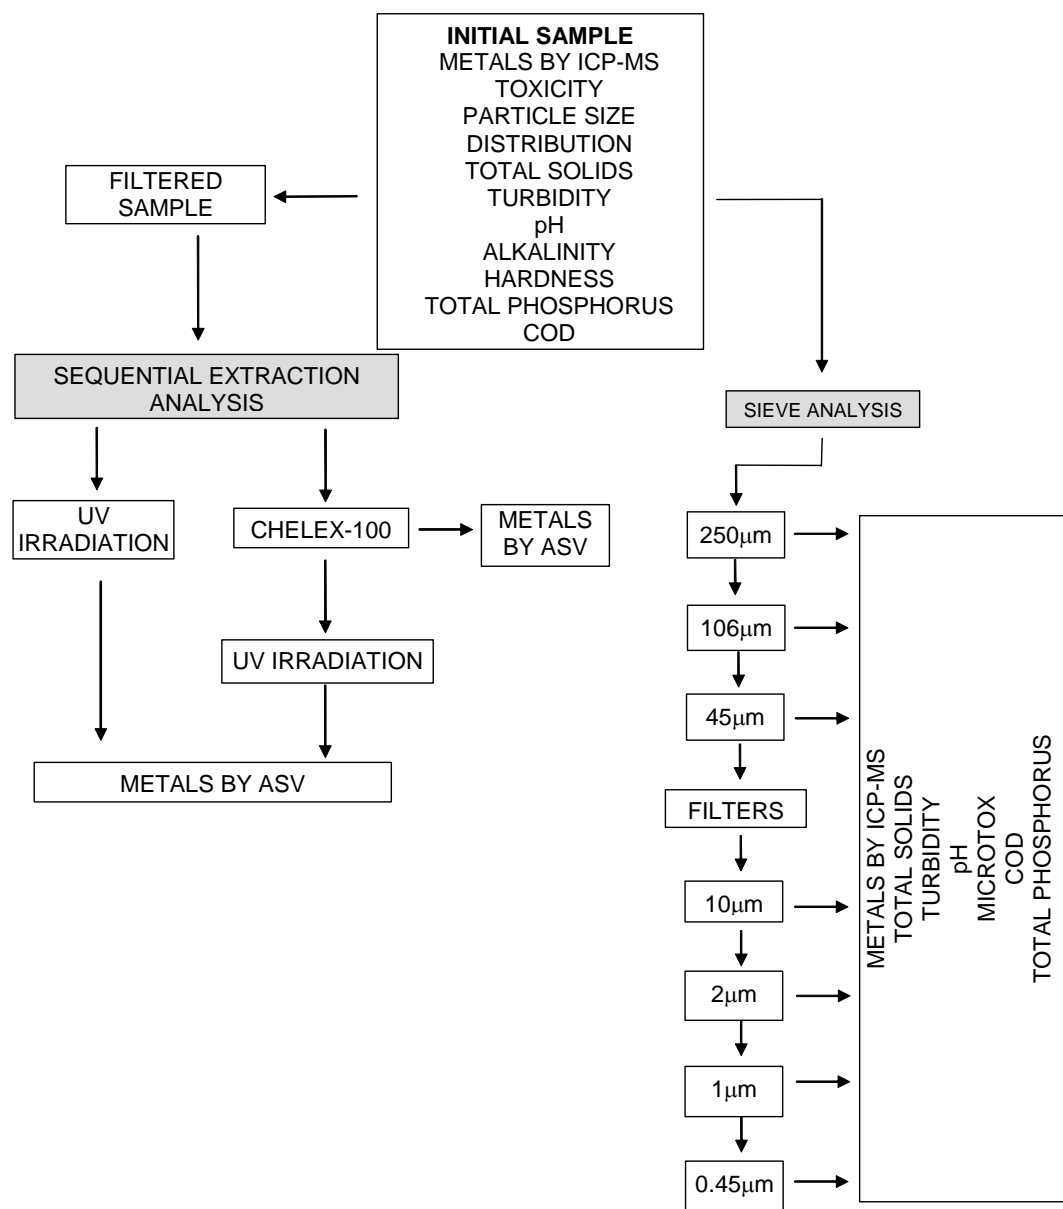 INITIAL SAMPLE
METALS BY ICP-MS
TOXICITY
PARTICLE SIZE
DISTRIBUTION
TOTAL SOLIDS
TURBIDITY
pH
ALKALINITY
HARDNESS
TOTAL PHOSPHORUS
COD
FILTERED
SAMPLE
SEQUENTIAL EXTRACTION
ANALYSIS
UV
IRRADIATION
CHELEX-100
METALS
BY ASV
UV IRRADIATION
METALS BY ASV
SIEVE ANALYSIS
250μm
106μm
45μm
FILTERS
10μm
2μm
1μm
0.45μm
METALS BY ICP-MS
TOTAL SOLIDS
TURBIDITY
pH
MICROTOX
COD
TOTAL PHOSPHORUS